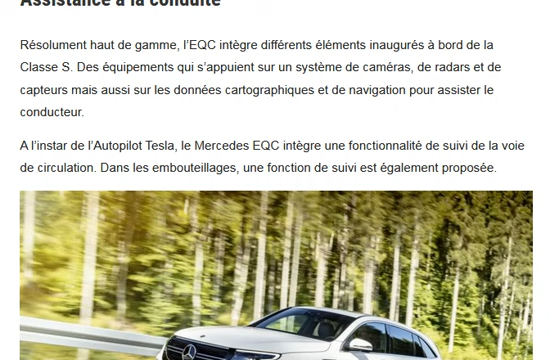 Assistance à la conduite
Résolument haut de gamme, l’EQC intègre différents éléments inaugurés à bord de la
Classe S. Des équipements qui s’appuient sur un système de caméras, de radars et de
capteurs mais aussi sur les données cartographiques et de navigation pour assister le
conducteur.
A l’instar de l’Autopilot Tesla, le Mercedes EQC intègre une fonctionnalité de suivi de la voie
de circulation. Dans les embouteillages, une fonction de suivi est également proposée.